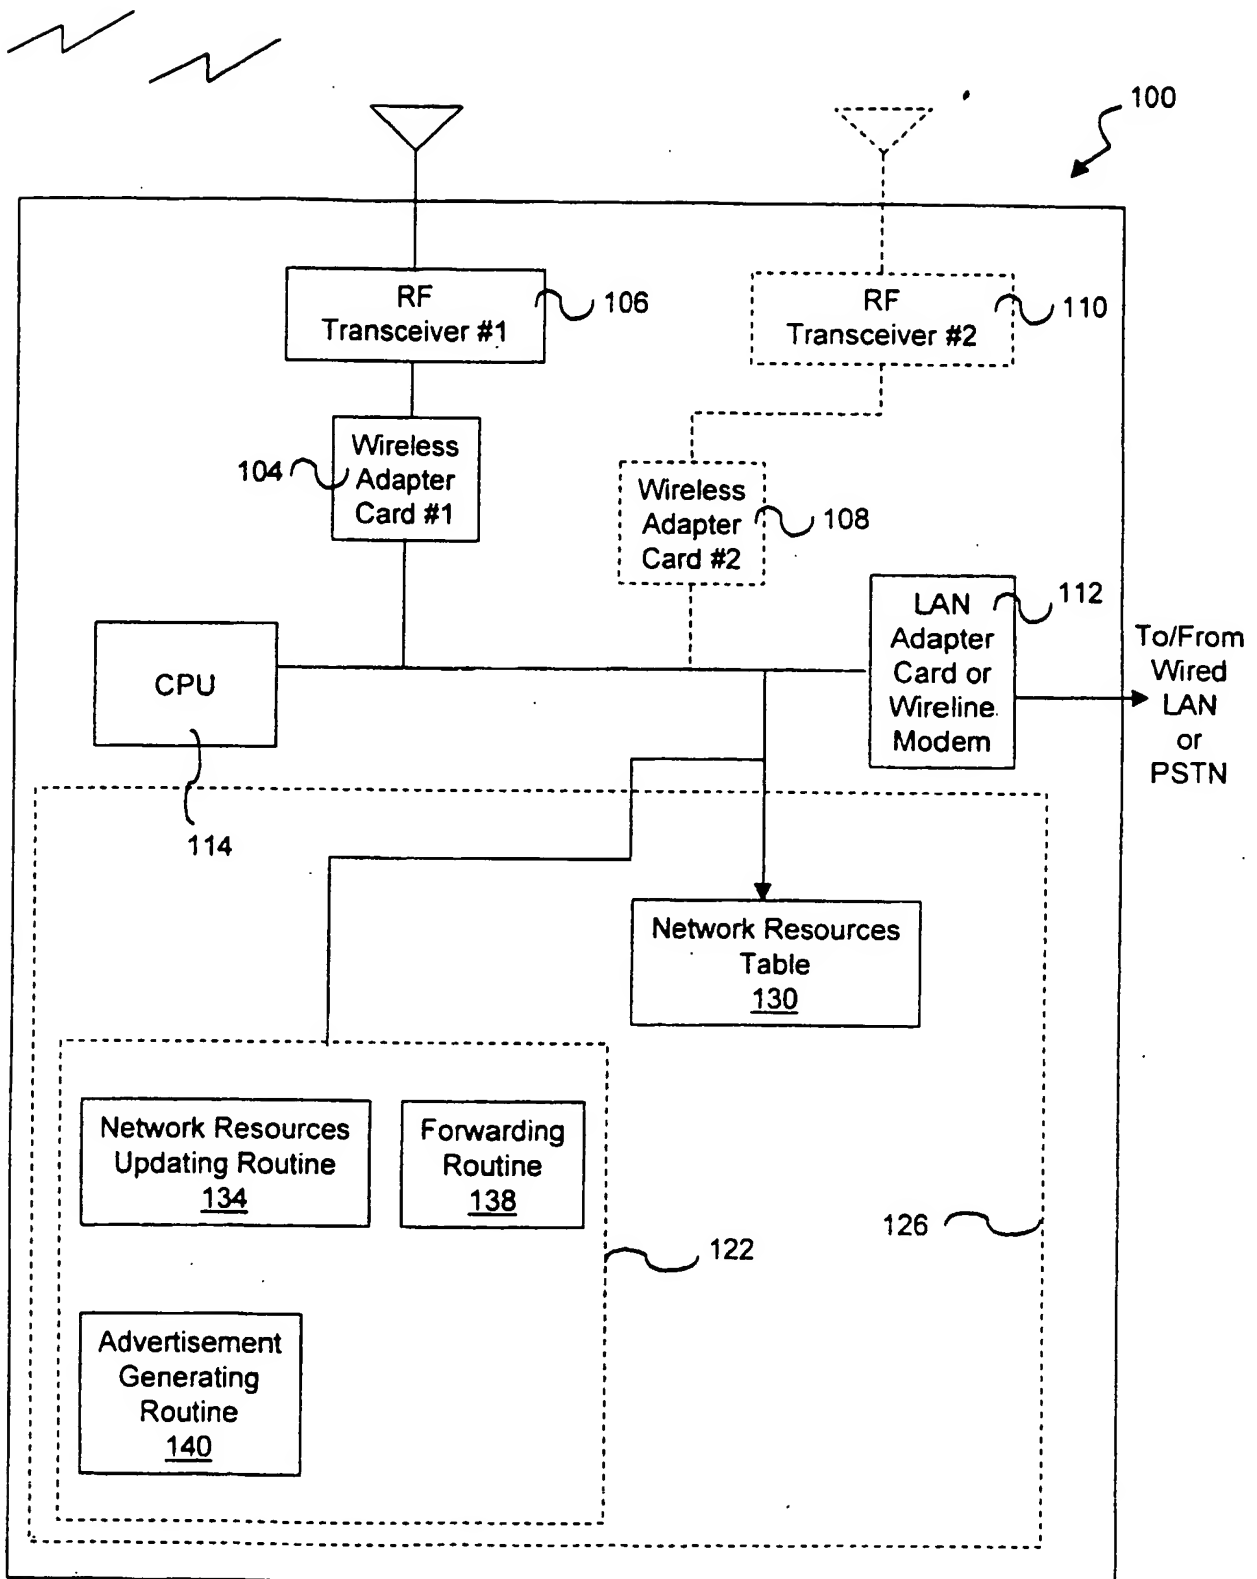 100
RF
Transceiver #1
106
RF
Transceiver #2
110
Wireless
Adapter
Card #1
104
Wireless
Adapter
Card #2
108
LAN
Adapter
Card or
Wireline
Modem
112
To/From
Wired
LAN
or
PSTN
CPU
114
Network Resources
Table
130
Network Resources
Updating Routine
134
Forwarding
Routine
138
122
126
Advertisement
Generating
Routine
140